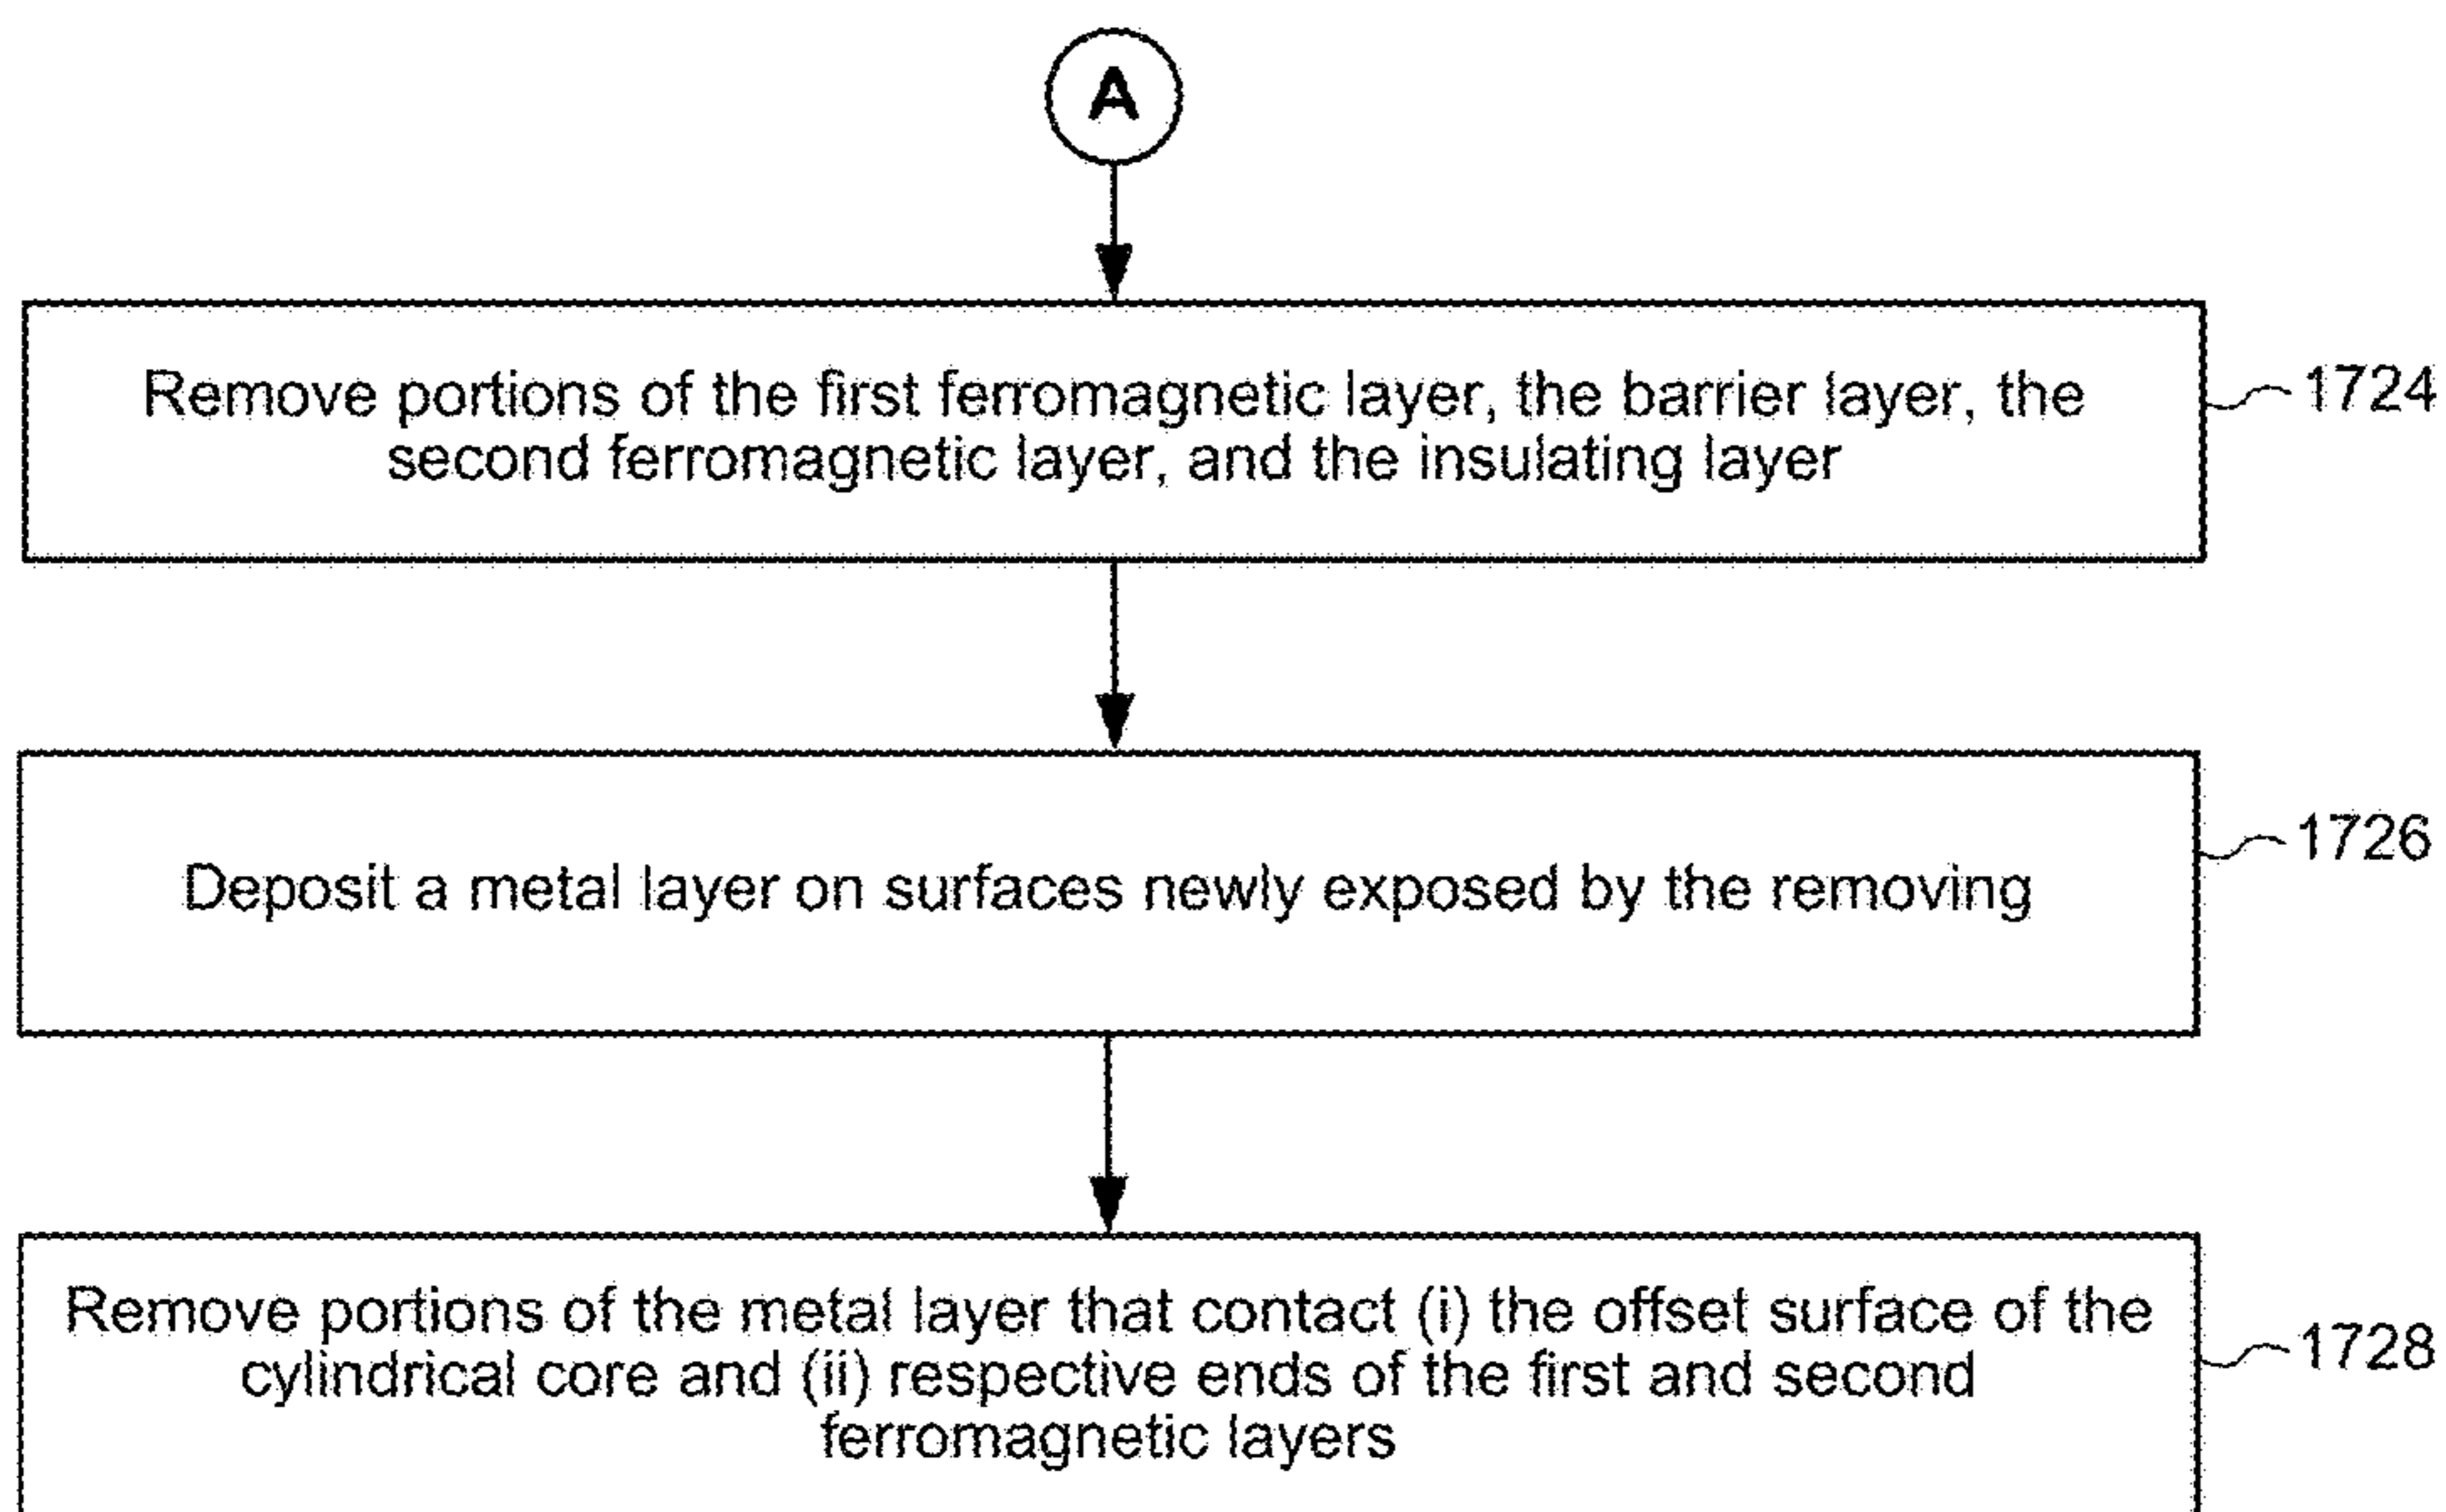 A
Remove portions of the first ferromagnetic layer, the barrier layer, the
second ferromagnetic layer, and the insulating layer
1724
Deposit a metal layer on surfaces newly exposed by the removing
1726
Remove portions of the metal layer that contact (i) the offset surface of the
cylindrical core and (ii) respective ends of the first and second
ferromagnetic layers
1728